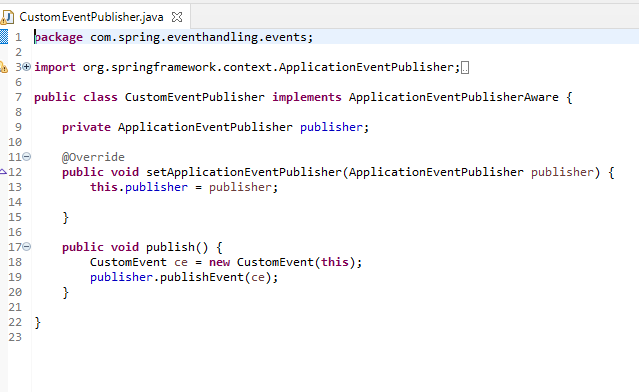 CustomEventPublisher.java
1 package com.spring.eventhandling.events;
2
3 import org.springframework.context.ApplicationEventPublisher;
6
7 public class CustomEventPublisher implements ApplicationEventPublisherAware {
8
9     private ApplicationEventPublisher publisher;
10
11     @Override
12     public void setApplicationEventPublisher(ApplicationEventPublisher publisher) {
13         this.publisher = publisher;
14
15     }
16
17     public void publish() {
18         CustomEvent ce = new CustomEvent(this);
19         publisher.publishEvent(ce);
20     }
21
22 }
23